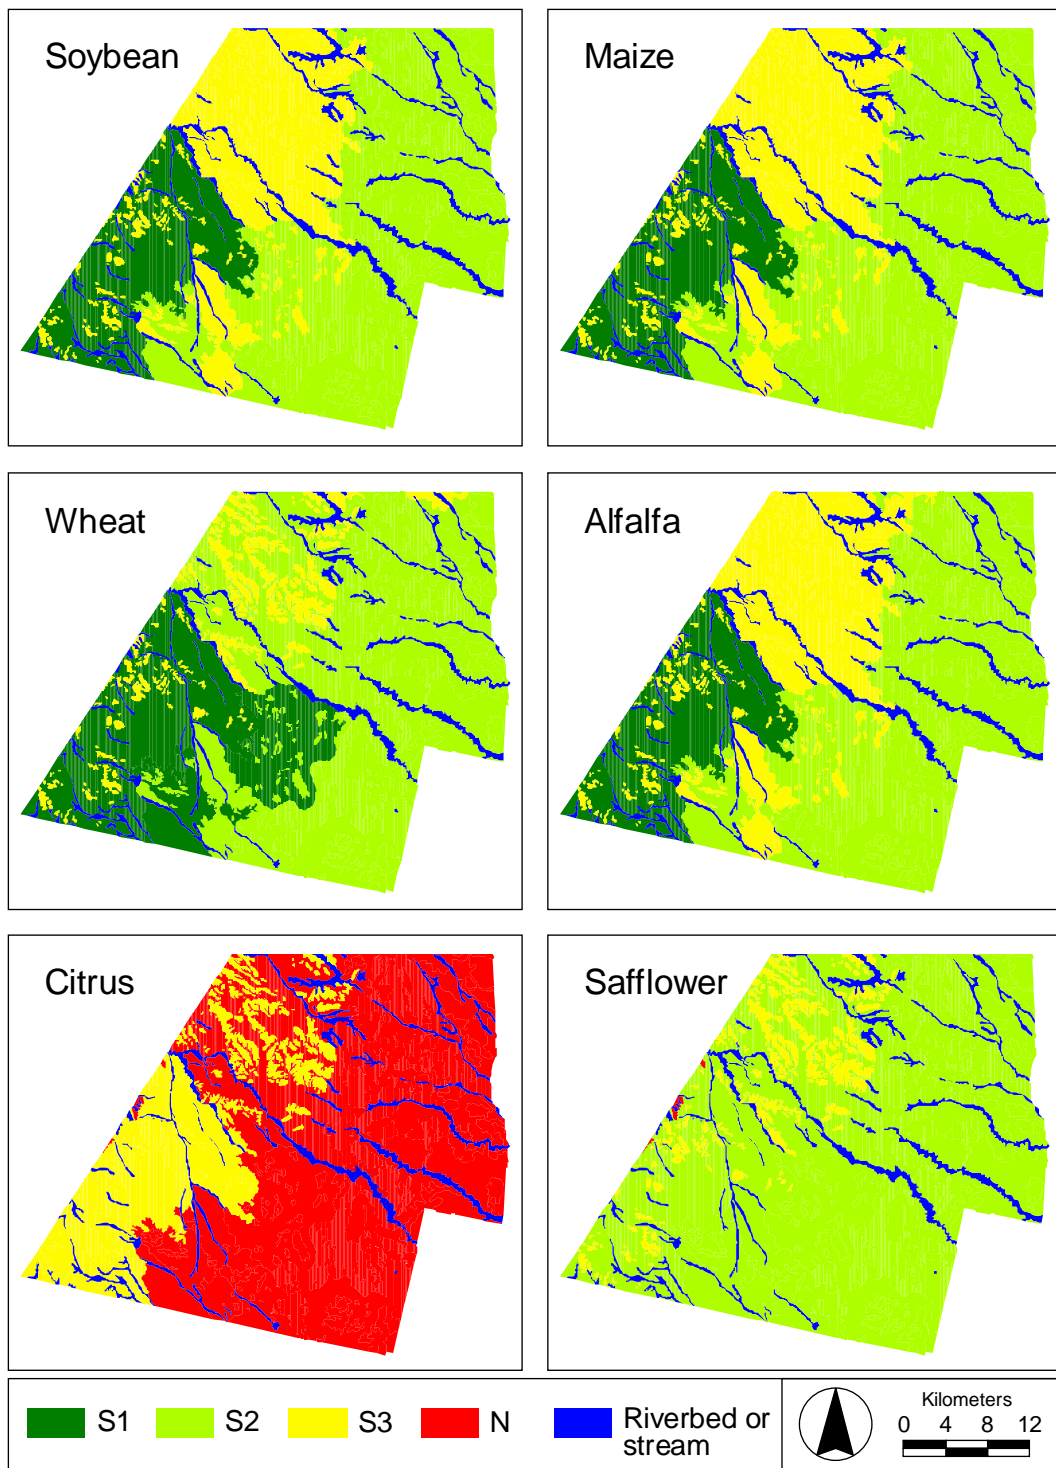 Soybean
Maize
Wheat
Alfalfa
Citrus
Safflower
S1
S2
S3
N
Riverbed or
stream
Kilometers
0 4 8 12